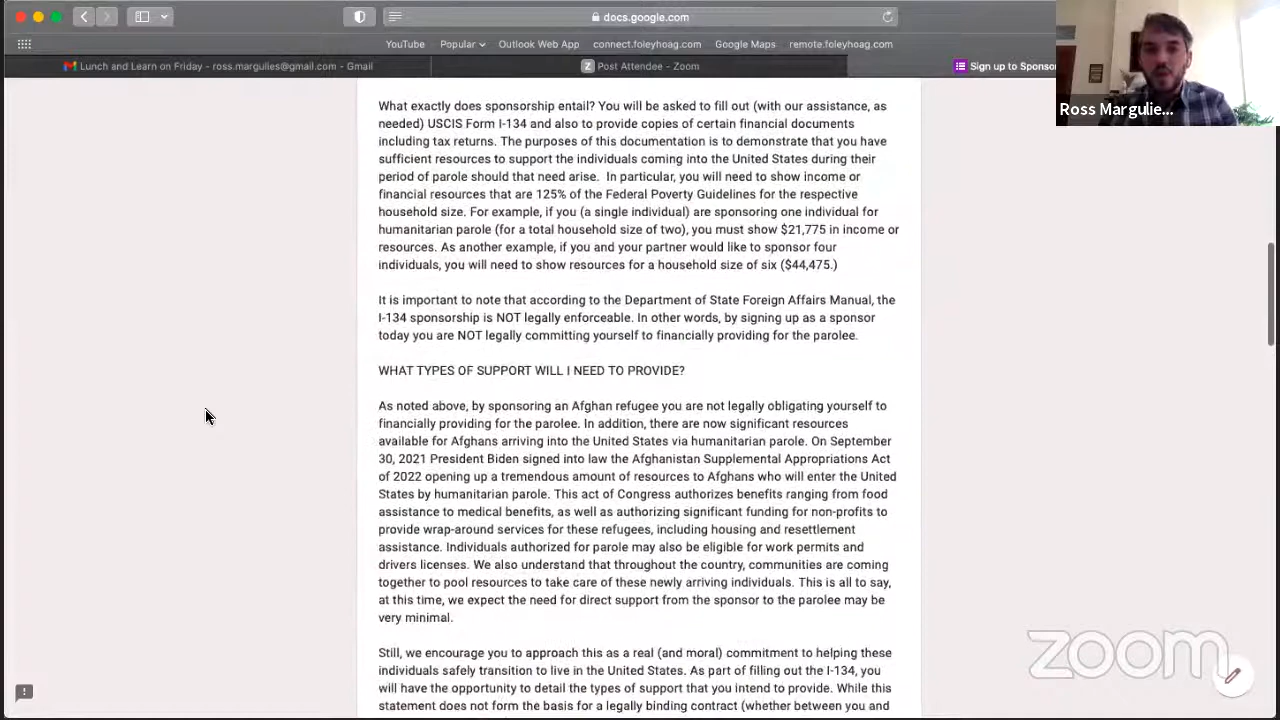 docs.google.com
YouTube Popular Outlook Web App connect.foleyhoag.com Google Maps remote.foleyhoag.com
Lunch and Learn on Friday - ross.margulies@gmail.com - Gmail
Post Attendee - Zoom
Sign up to Sponsor
Ross Margulie...
What exactly does sponsorship entail? You will be asked to fill out (with our assistance, as
needed) USCIS Form I-134 and also to provide copies of certain financial documents
including tax returns. The purposes of this documentation is to demonstrate that you have
sufficient resources to support the individuals coming into the United States during their
period of parole should that need arise. In particular, you will need to show income or
financial resources that are 125% of the Federal Poverty Guidelines for the respective
household size. For example, if you (a single individual) are sponsoring one individual for
humanitarian parole (for a total household size of two), you must show $21,775 in income or
resources. As another example, if you and your partner would like to sponsor four
individuals, you will need to show resources for a household size of six ($44,475.)
It is important to note that according to the Department of State Foreign Affairs Manual, the
I-134 sponsorship is NOT legally enforceable. In other words, by signing up as a sponsor
today you are NOT legally committing yourself to financially providing for the parolee.
WHAT TYPES OF SUPPORT WILL I NEED TO PROVIDE?
As noted above, by sponsoring an Afghan refugee you are not legally obligating yourself to
financially providing for the parolee. In addition, there are now significant resources
available for Afghans arriving into the United States via humanitarian parole. On September
30, 2021 President Biden signed into law the Afghanistan Supplemental Appropriations Act
of 2022 opening up a tremendous amount of resources to Afghans who will enter the United
States by humanitarian parole. This act of Congress authorizes benefits ranging from food
assistance to medical benefits, as well as authorizing significant funding for non-profits to
provide wrap-around services for these refugees, including housing and resettlement
assistance. Individuals authorized for parole may also be eligible for work permits and
drivers licenses. We also understand that throughout the country, communities are coming
together to pool resources to take care of these newly arriving individuals. This is all to say,
at this time, we expect the need for direct support from the sponsor to the parolee may be
very minimal.
Still, we encourage you to approach this as a real (and moral) commitment to helping these
individuals safely transition to live in the United States. As part of filling out the I-134, you
will have the opportunity to detail the types of support that you intend to provide. While this
statement does not form the basis for a legally binding contract (whether between you and
zoom